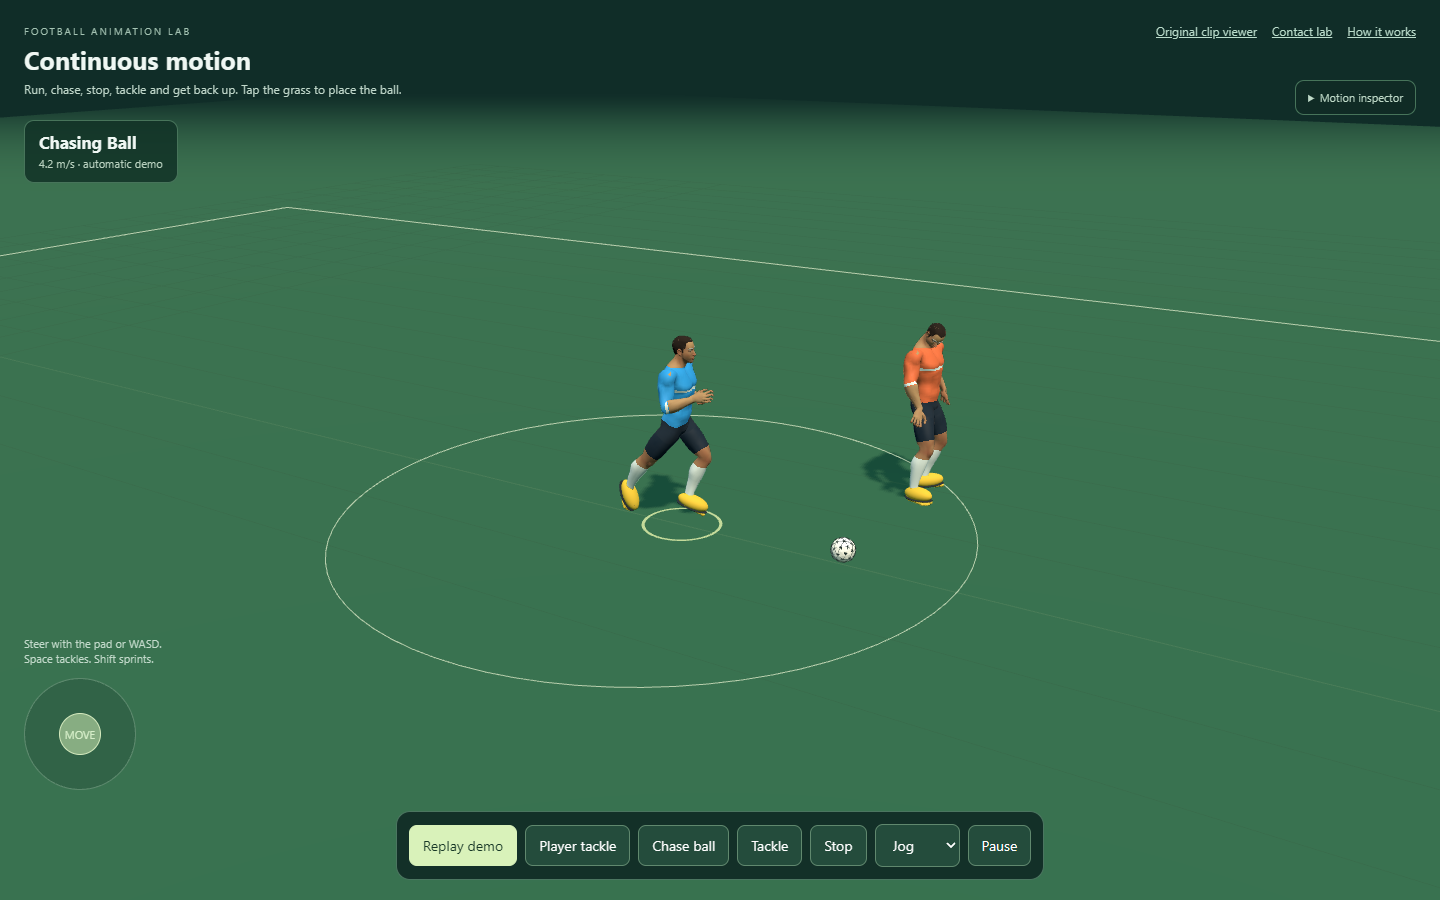 FOOTBALL ANIMATION LAB
Continuous motion
Run, chase, stop, tackle and get back up. Tap the grass to place the ball.
Original clip viewer Contact lab How it works
▶ Motion inspector
Chasing Ball
4.2 m/s · automatic demo
Steer with the pad or WASD.
Space tackles. Shift sprints.
MOVE
Replay demo Player tackle Chase ball Tackle Stop Jog Pause